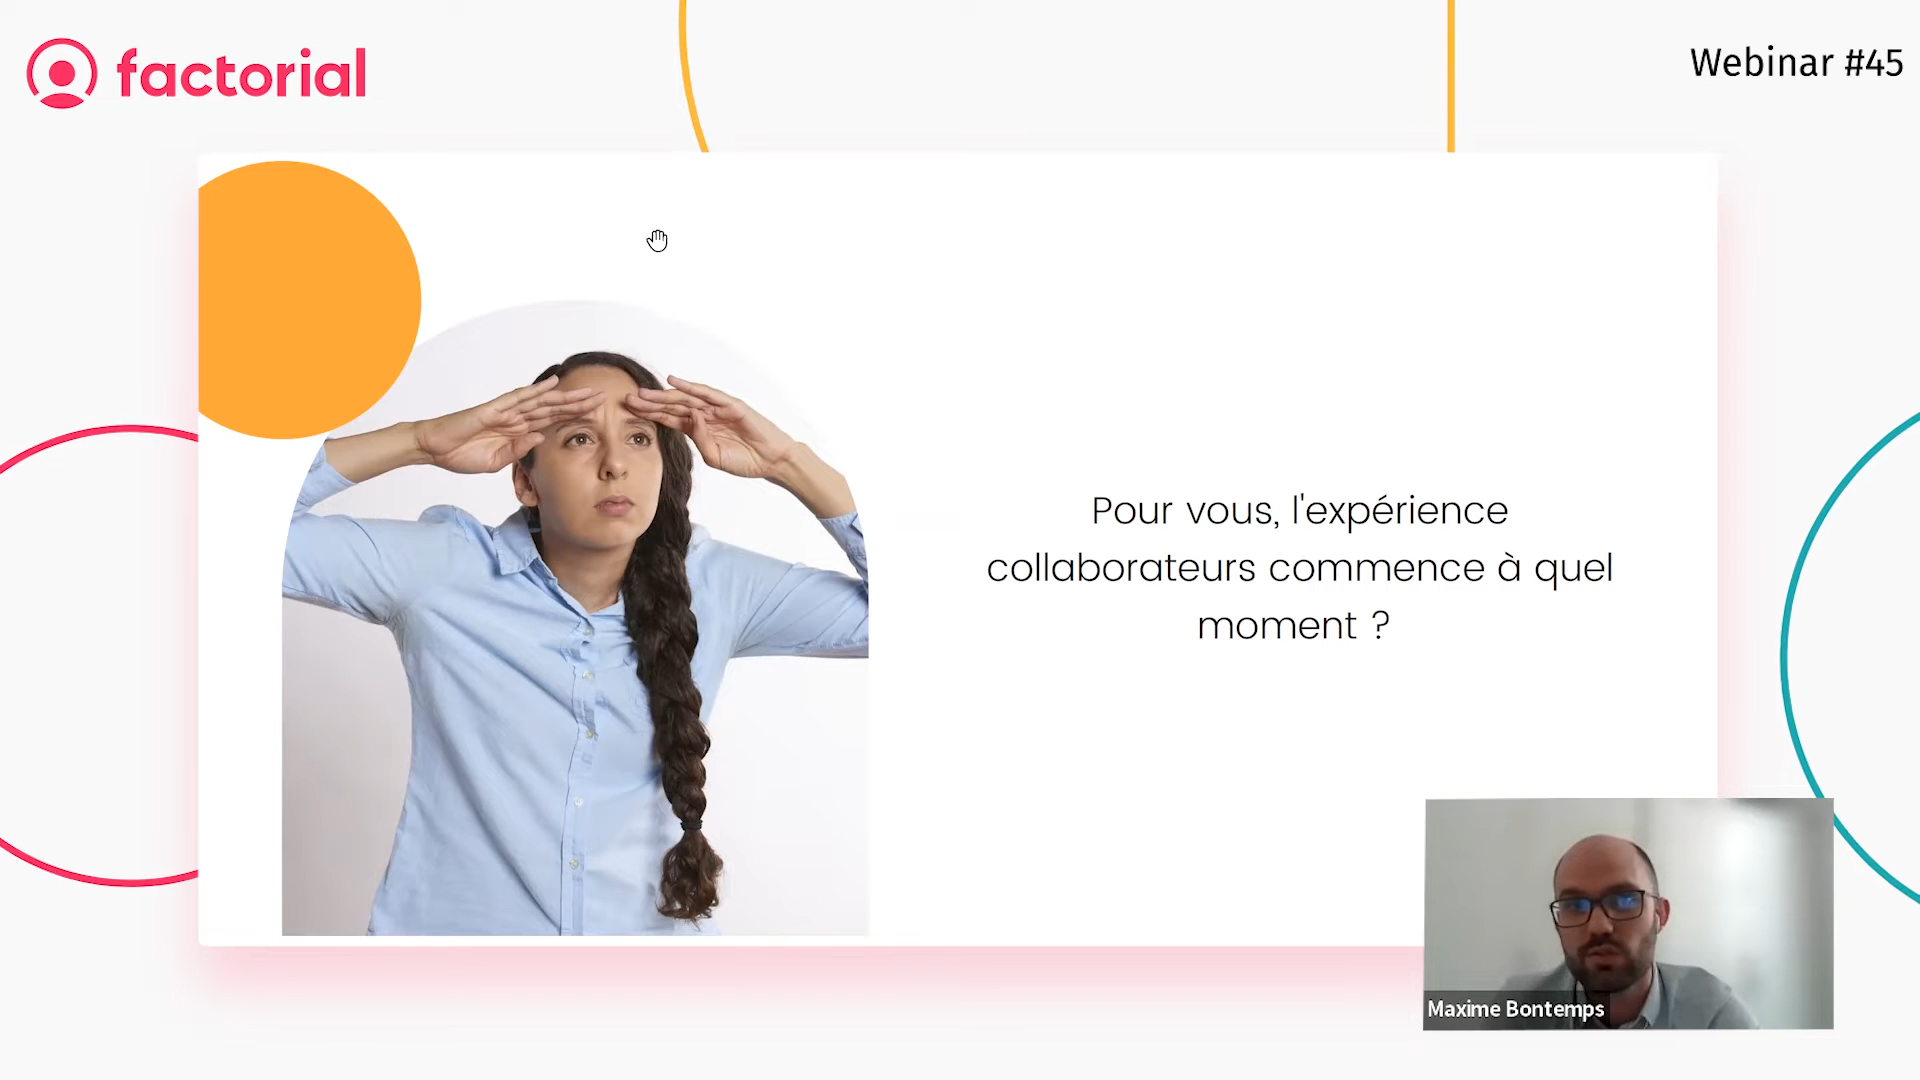 factorial
Webinar #45
Pour vous, l'expérience
collaborateurs commence à quel
moment ?
Maxime Bontemps